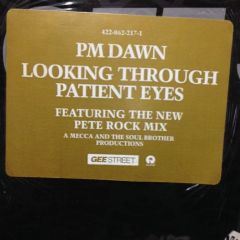 422-862-217-1
PM DAWN
LOOKING THROUGH
PATIENT EYES
FEATURING THE NEW
PETE ROCK MIX
A MECCA AND THE SOUL BROTHER
PRODUCTIONS
GEE STREET